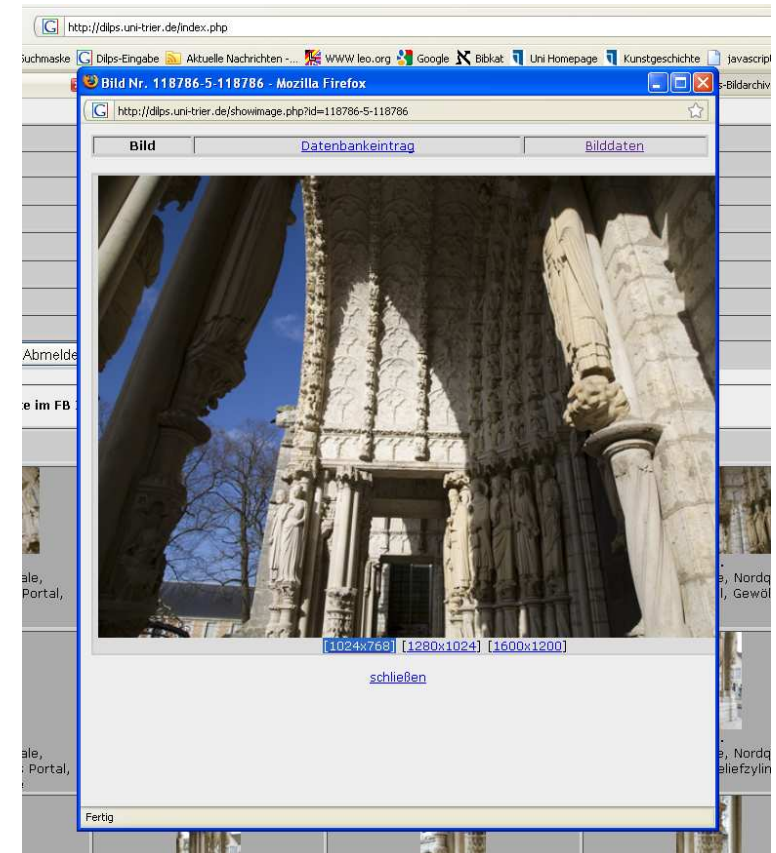 http://dilps.uni-trier.de/index.php
Suchmaske Dilps-Eingabe Aktuelle Nachrichten -... WWW leo.org Google Bibkat Uni Homepage Kunstgeschichte javascript
Bild Nr. 118786-5-118786 - Mozilla Firefox
s-Bildarchiv
http://dilps.uni-trier.de/showimage.php?id=118786-5-118786
Bild Datenbankeintrag Bilddaten
Abmelde
te im FB
[1024x768] [1280x1024] [1600x1200]
schließen
ale,
Portal,
e, Nordq
l, Gewöl
ale,
s Portal,
e, Nordq
eliefzylin
Fertig